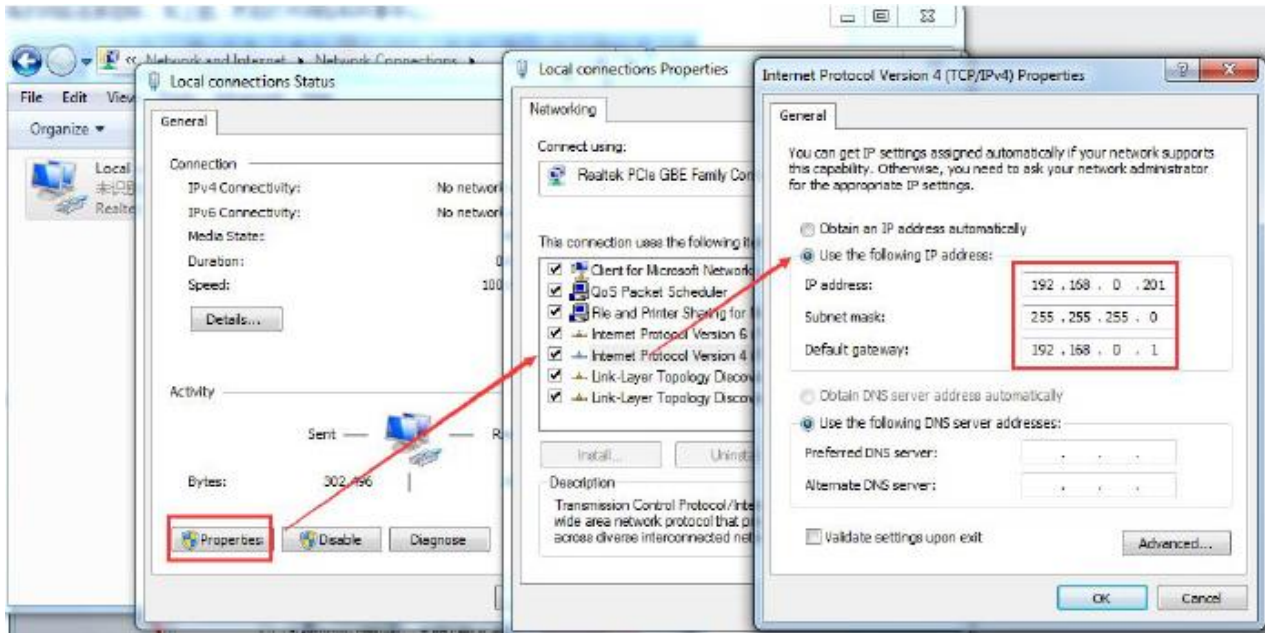 Network and Internet ▸ Network Connections ▸
File Edit View
Organize ▾
Local
未识别
Realte
Local connections Status
General
Connection
IPv4 Connectivity: No network
IPv6 Connectivity: No network
Media State:
Duration:
Speed: 100
Details...
Activity
Sent
Bytes: 302,496
Properties Disable Diagnose
Local connections Properties
Networking
Connect using:
Realtek PCIe GBE Family Con
This connection uses the following ite
Client for Microsoft Network
QoS Packet Scheduler
File and Printer Sharing for
Internet Protocol Version 6
Internet Protocol Version 4
Link-Layer Topology Discov
Link-Layer Topology Discov
Install... Uninsta
Description
Transmission Control Protocol/Inte
wide area network protocol that p
across diverse interconnected net
Internet Protocol Version 4 (TCP/IPv4) Properties
General
You can get IP settings assigned automatically if your network supports
this capability. Otherwise, you need to ask your network administrator
for the appropriate IP settings.
Obtain an IP address automatically
Use the following IP address:
IP address: 192 . 168 . 0 . 201
Subnet mask: 255 . 255 . 255 . 0
Default gateway: 192 . 168 . 0 . 1
Obtain DNS server address automatically
Use the following DNS server addresses:
Preferred DNS server: . . .
Alternate DNS server: . . .
Validate settings upon exit
Advanced...
OK Cancel